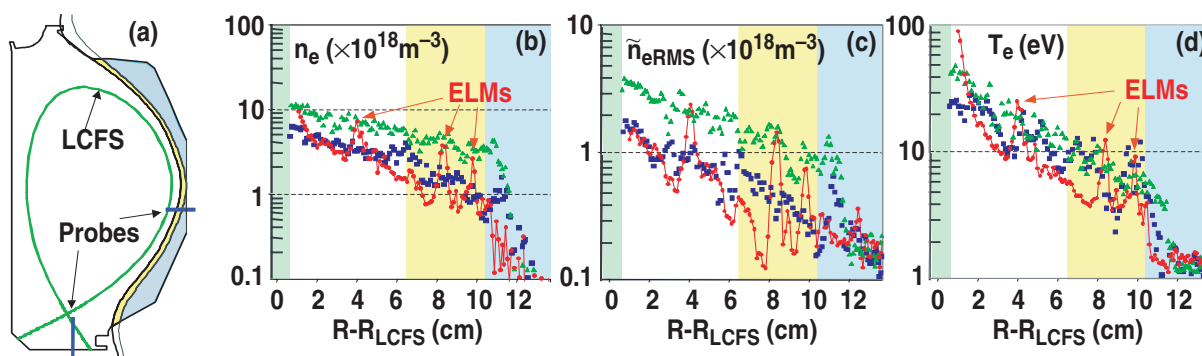 (a)
LCFS
Probes
n_e (×10^18 m^−3)
(b)
ELMs
100
10
1
0.1
0 2 4 6 8 10 12
R-R_LCFS (cm)
ñ_eRMS (×10^18 m^−3)
(c)
10
1
0.1
0 2 4 6 8 10 12
R-R_LCFS (cm)
T_e (eV)
(d)
ELMs
100
10
1
0 2 4 6 8 10 12
R-R_LCFS (cm)